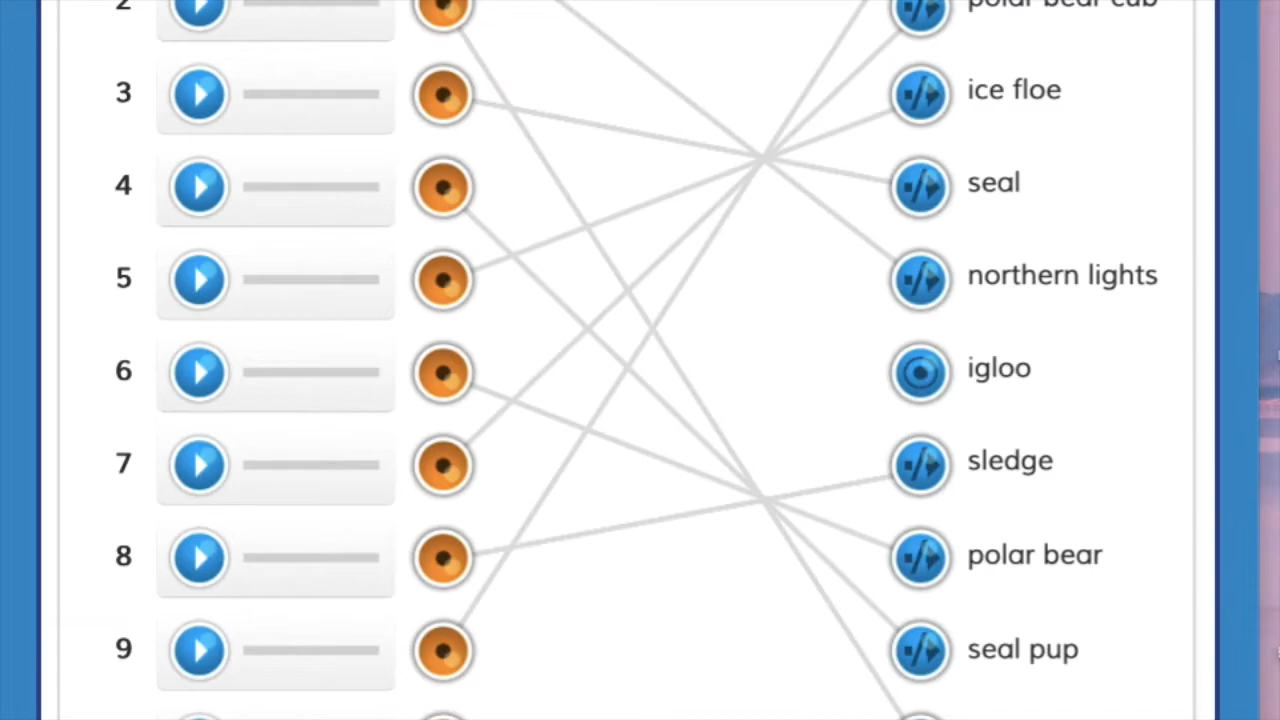 2 polar bear cub
3 ice floe
4 seal
5 northern lights
6 igloo
7 sledge
8 polar bear
9 seal pup